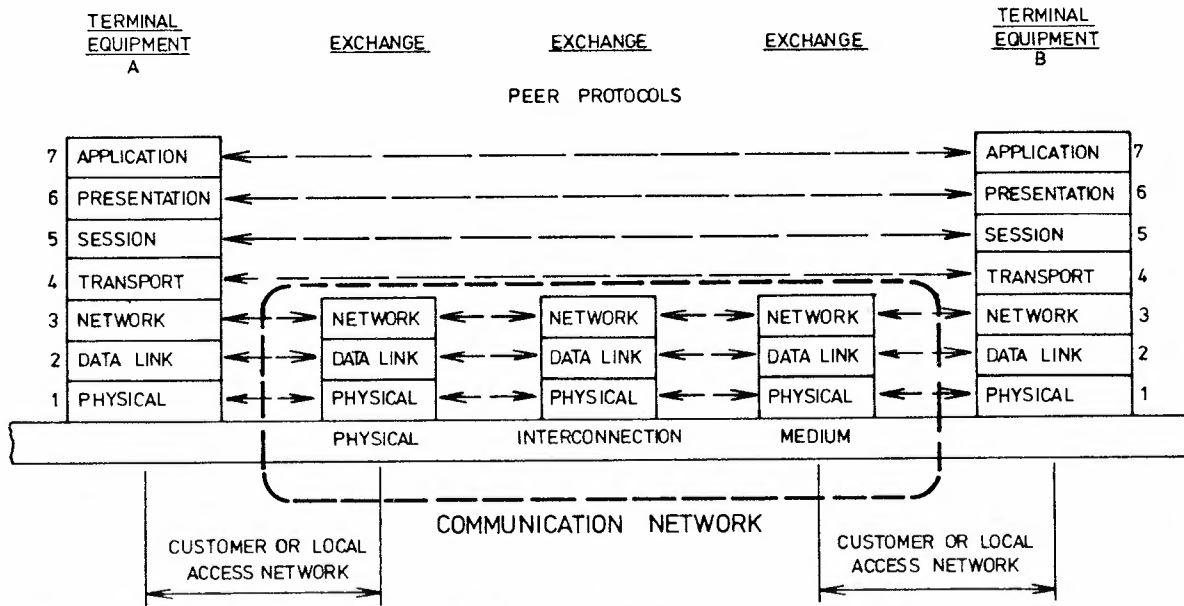 TERMINAL EQUIPMENT A
EXCHANGE
EXCHANGE
EXCHANGE
TERMINAL EQUIPMENT B
PEER PROTOCOLS
7 APPLICATION
APPLICATION 7
6 PRESENTATION
PRESENTATION 6
5 SESSION
SESSION 5
4 TRANSPORT
TRANSPORT 4
3 NETWORK
NETWORK
NETWORK
NETWORK
NETWORK 3
2 DATA LINK
DATA LINK
DATA LINK
DATA LINK
DATA LINK 2
1 PHYSICAL
PHYSICAL
PHYSICAL
PHYSICAL
PHYSICAL 1
PHYSICAL INTERCONNECTION MEDIUM
COMMUNICATION NETWORK
CUSTOMER OR LOCAL
ACCESS NETWORK
CUSTOMER OR LOCAL
ACCESS NETWORK